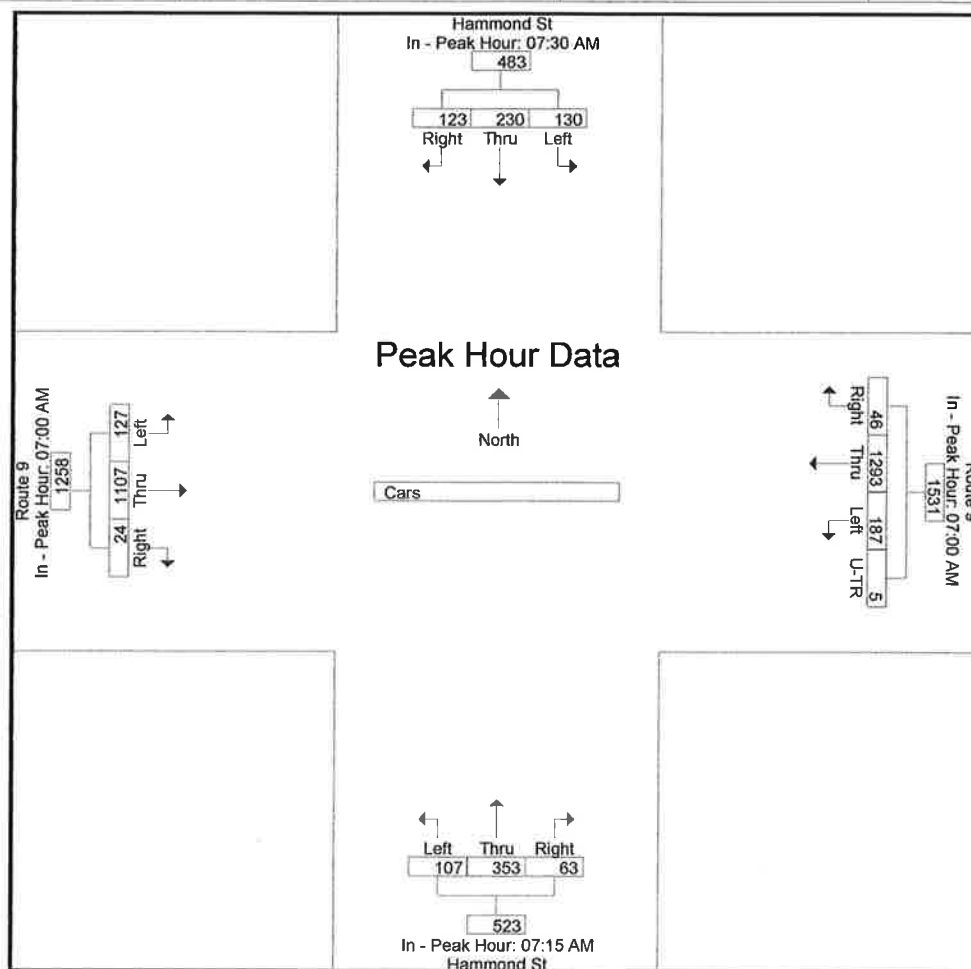 Hammond St
In - Peak Hour: 07:30 AM
483
123 230 130
Right Thru Left
Peak Hour Data
North
Cars
Route 9
In - Peak Hour: 07:00 AM
1258
127 1107 24
Left Thru Right
Right Thru Left U-TR
46 1293 187 5
1531
In - Peak Hour: 07:00 AM
Route 9
Left Thru Right
107 353 63
523
In - Peak Hour: 07:15 AM
Hammond St